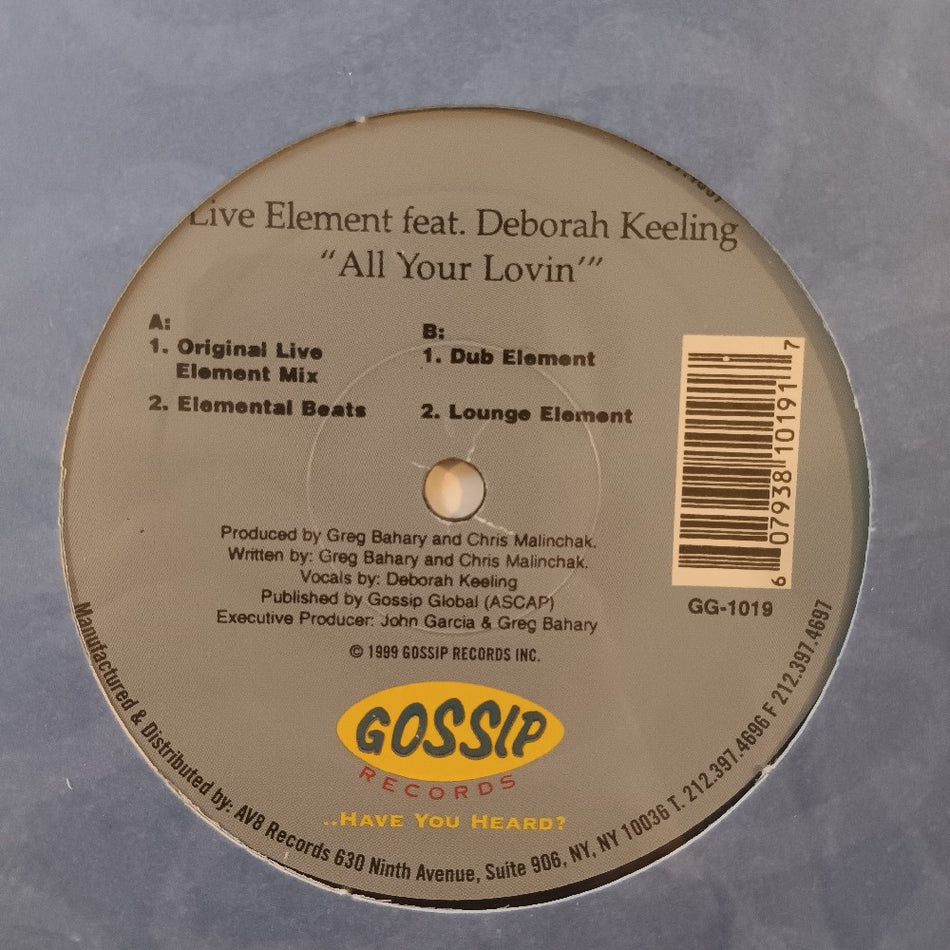 Live Element feat. Deborah Keeling
"All Your Lovin'"
A:
1. Original Live
Element Mix
2. Elemental Beats
B:
1. Dub Element
2. Lounge Element
6 07938 10191 7
GG-1019
Produced by Greg Bahary and Chris Malinchak.
Written by: Greg Bahary and Chris Malinchak.
Vocals by: Deborah Keeling
Published by Gossip Global (ASCAP)
Executive Producer: John Garcia & Greg Bahary
© 1999 GOSSIP RECORDS INC.
GOSSIP
RECORDS
..HAVE YOU HEARD?
Manufactured & Distributed by: AV8 Records 630 Ninth Avenue, Suite 906, NY, NY 10036 T. 212.397.4696 F 212.397.4697